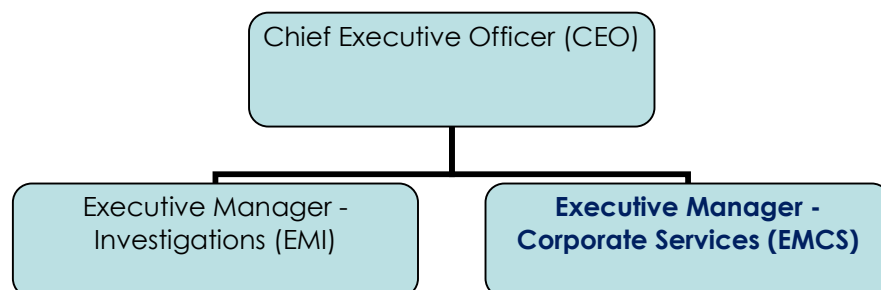 Chief Executive Officer (CEO)
Executive Manager -
Investigations (EMI)
Executive Manager -
Corporate Services (EMCS)